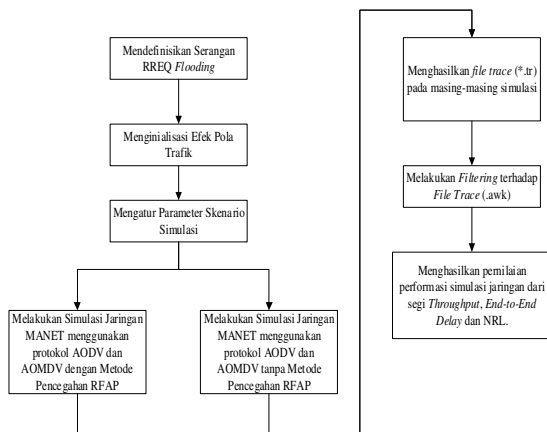 Mendefinisikan Serangan
RREQ Flooding
Menginialisasi Efek Pola
Trafik
Mengatur Parameter Skenario
Simulasi
Melakukan Simulasi Jaringan
MANET menggunakan
protokol AODV dan
AOMDV dengan Metode
Pencegahan RFAP
Melakukan Simulasi Jaringan
MANET menggunakan
protokol AODV dan
AOMDV tanpa Metode
Pencegahan RFAP
Menghasilkan file trace (*.tr)
pada masing-masing simulasi
Melakukan Filtering terhadap
File Trace (.awk)
Menghasilkan penilaian
performasi simulasi jaringan dari
segi Throughput, End-to-End
Delay dan NRL.